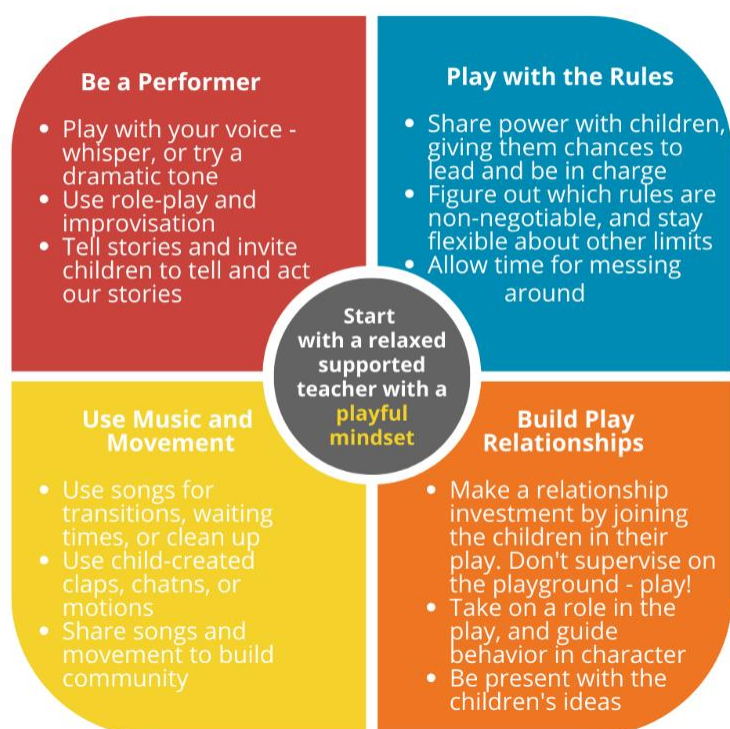 Be a Performer
• Play with your voice -
whisper, or try a
dramatic tone
• Use role-play and
improvisation
• Tell stories and invite
children to tell and act
our stories
Play with the Rules
• Share power with children,
giving them chances to
lead and be in charge
• Figure out which rules are
non-negotiable, and stay
flexible about other limits
• Allow time for messing
around
Start
with a relaxed
supported
teacher with a
playful
mindset
Use Music and
Movement
• Use songs for
transitions, waiting
times, or clean up
• Use child-created
claps, chatns, or
motions
• Share songs and
movement to build
community
Build Play
Relationships
• Make a relationship
investment by joining
the children in their
play. Don't supervise on
the playground - play!
• Take on a role in the
play, and guide
behavior in character
• Be present with the
children's ideas